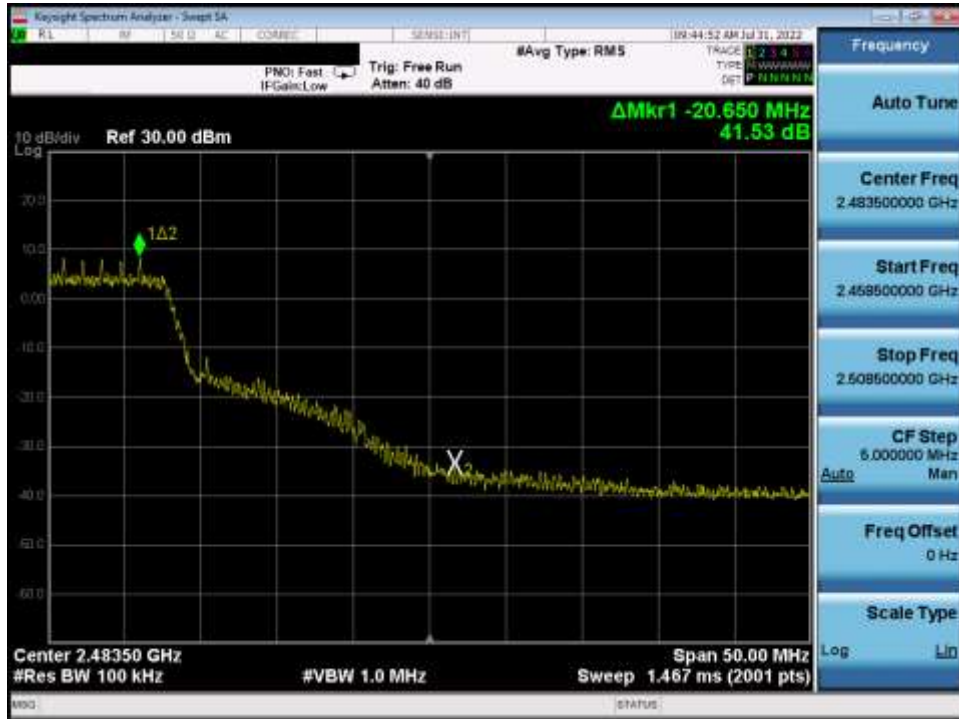 Keysight Spectrum Analyzer - Swept SA
RL RF 50 Ω AC CORREC SENSE:INT 09:44:52 AM Jul 31, 2022
#Avg Type: RMS
TRACE 1 2 3 4 5 6
PNO: Fast Trig: Free Run
TYPE
IFGain:Low Atten: 40 dB
DET P N N N N N
ΔMkr1 -20.650 MHz
41.53 dB
10 dB/div Ref 30.00 dBm
Log
20.0
10.0
0.00
-10.0
-20.0
-30.0
-40.0
-50.0
-60.0
1Δ2
X2
Center 2.48350 GHz Span 50.00 MHz
#Res BW 100 kHz #VBW 1.0 MHz Sweep 1.467 ms (2001 pts)
MSG STATUS
Frequency
Auto Tune
Center Freq
2.483500000 GHz
Start Freq
2.458500000 GHz
Stop Freq
2.508500000 GHz
CF Step
5.000000 MHz
Auto Man
Freq Offset
0 Hz
Scale Type
Log Lin